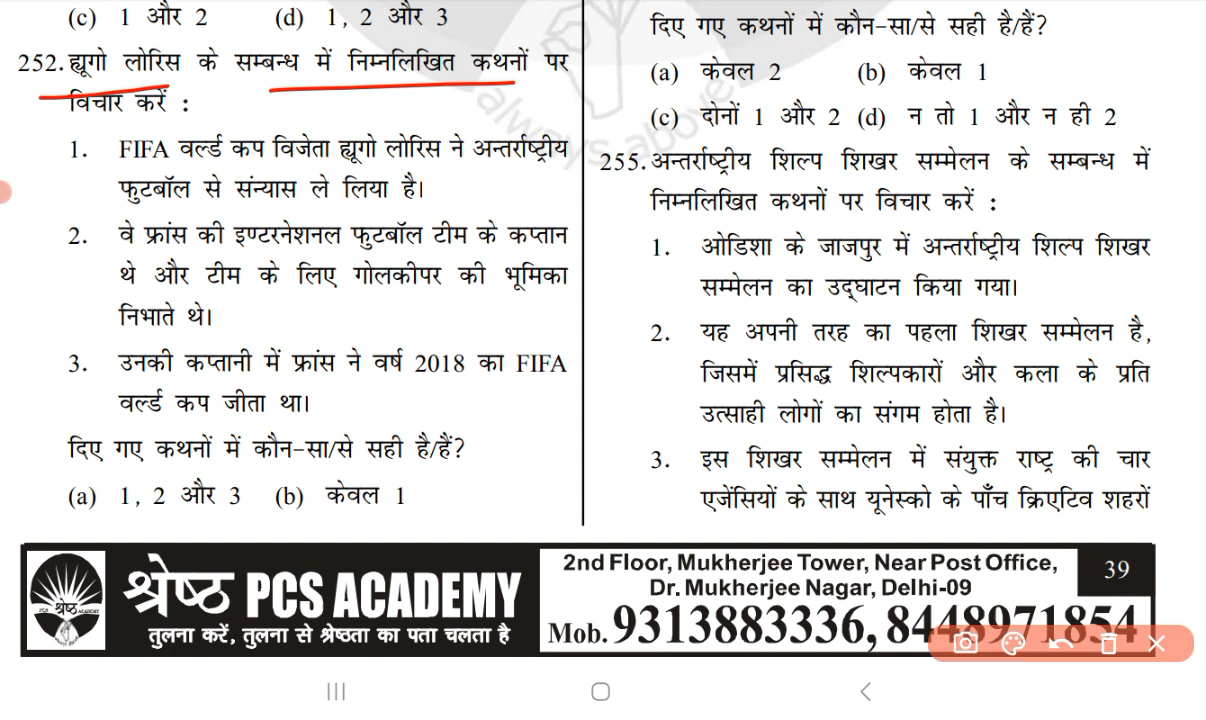 (c) 1 और 2 (d) 1, 2 और 3
252. ह्यूगो लोरिस के सम्बन्ध में निम्नलिखित कथनों पर
विचार करें :
1. FIFA वर्ल्ड कप विजेता ह्यूगो लोरिस ने अन्तर्राष्ट्रीय
फुटबॉल से संन्यास ले लिया है।
2. वे फ्रांस की इण्टरनेशनल फुटबॉल टीम के कप्तान
थे और टीम के लिए गोलकीपर की भूमिका
निभाते थे।
3. उनकी कप्तानी में फ्रांस ने वर्ष 2018 का FIFA
वर्ल्ड कप जीता था।
दिए गए कथनों में कौन-सा/से सही है/हैं?
(a) 1, 2 और 3 (b) केवल 1
दिए गए कथनों में कौन-सा/से सही है/हैं?
(a) केवल 2 (b) केवल 1
(c) दोनों 1 और 2 (d) न तो 1 और न ही 2
255. अन्तर्राष्ट्रीय शिल्प शिखर सम्मेलन के सम्बन्ध में
निम्नलिखित कथनों पर विचार करें :
1. ओडिशा के जाजपुर में अन्तर्राष्ट्रीय शिल्प शिखर
सम्मेलन का उद्घाटन किया गया।
2. यह अपनी तरह का पहला शिखर सम्मेलन है,
जिसमें प्रसिद्ध शिल्पकारों और कला के प्रति
उत्साही लोगों का संगम होता है।
3. इस शिखर सम्मेलन में संयुक्त राष्ट्र की चार
एजेंसियों के साथ यूनेस्को के पाँच क्रिएटिव शहरों
always above
श्रेष्ठ PCS ACADEMY
तुलना करें, तुलना से श्रेष्ठता का पता चलता है
PCS श्रेष्ठ ACADEMY
2nd Floor, Mukherjee Tower, Near Post Office,
Dr. Mukherjee Nagar, Delhi-09
Mob. 9313883336, 8448971854
39